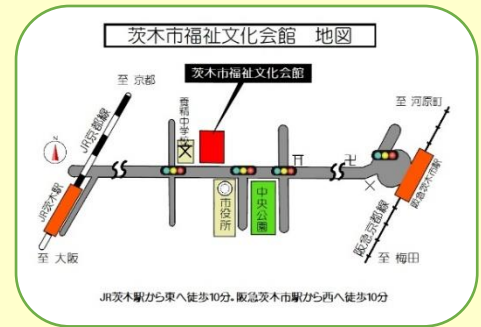 茨木市福祉文化会館 地図
茨木市福祉文化会館
至 京都
JR京都線
養精中学校
文
至 河原町
阪急茨木市駅
JR茨木駅
市役所
中央公園
阪急京都線
至 大阪
至 梅田
JR茨木駅から東へ徒歩10分。阪急茨木市駅から西へ徒歩10分